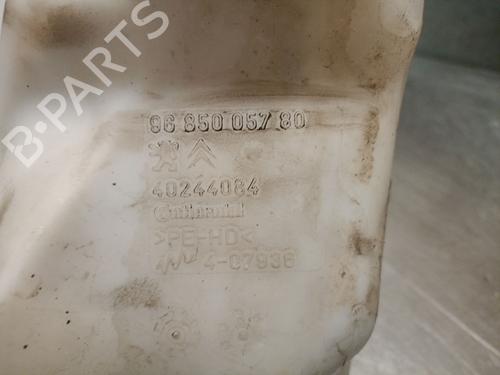 B-PARTS
96 850 057 80
40244084
Continental
>PE-HD<
4-07936